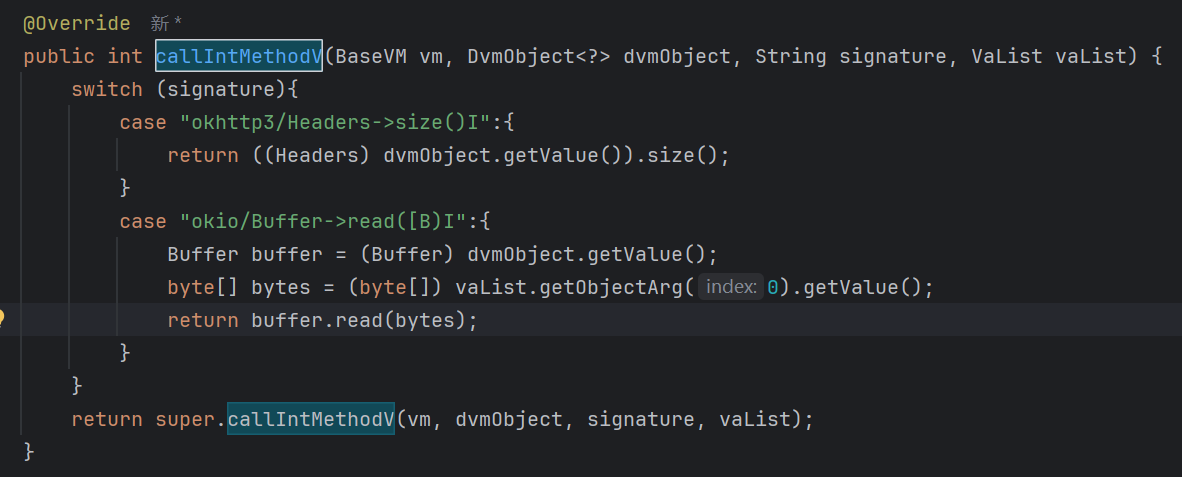 @Override 新 *
public int callIntMethodV(BaseVM vm, DvmObject<?> dvmObject, String signature, VaList vaList) {
    switch (signature){
        case "okhttp3/Headers->size()I":{
            return ((Headers) dvmObject.getValue()).size();
        }
        case "okio/Buffer->read([B)I":{
            Buffer buffer = (Buffer) dvmObject.getValue();
            byte[] bytes = (byte[]) vaList.getObjectArg( index: 0).getValue();
            return buffer.read(bytes);
        }
    }
    return super.callIntMethodV(vm, dvmObject, signature, vaList);
}